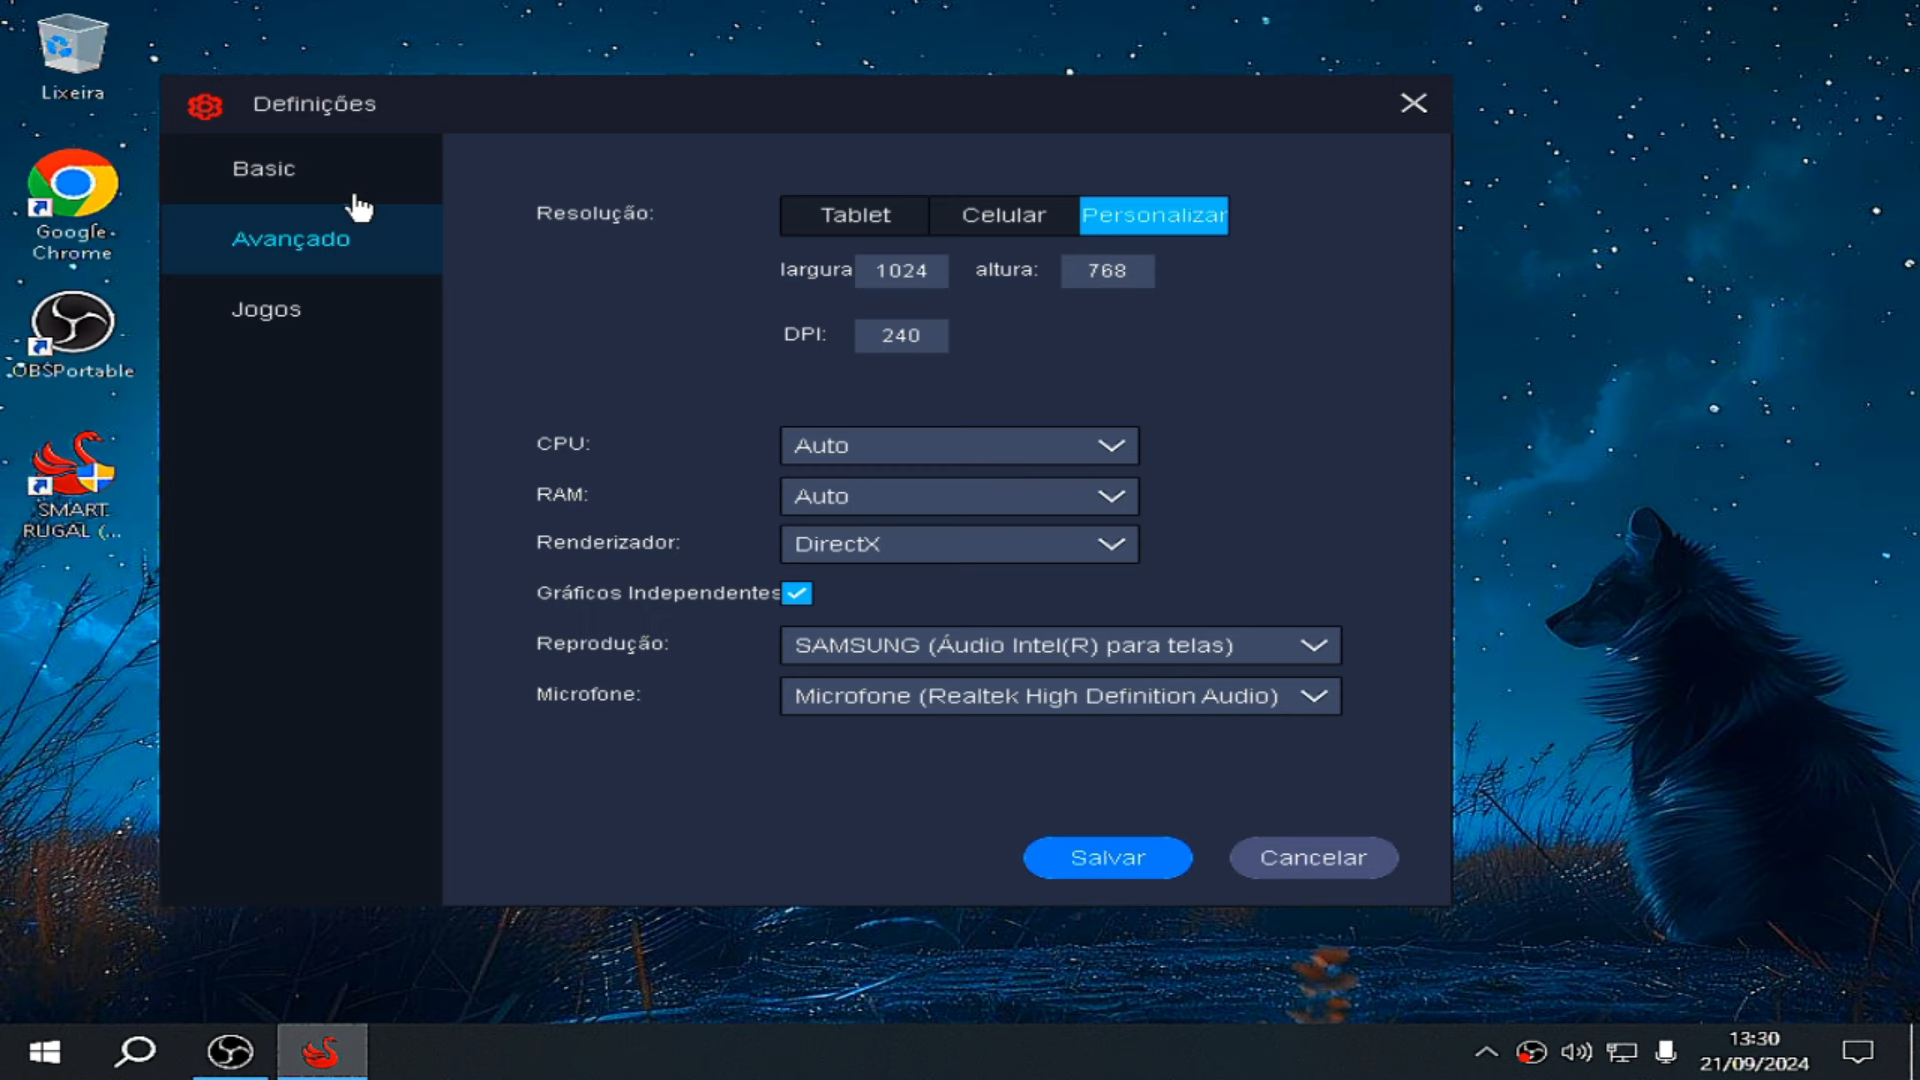 Lixeira
Google
Chrome
OBSPortable
SMART
RUGAL (...
Definições
Basic
Avançado
Jogos
Resolução:
Tablet
Celular
Personalizar
largura
1024
altura:
768
DPI:
240
CPU:
Auto
RAM:
Auto
Renderizador:
DirectX
Gráficos Independentes
Reprodução:
SAMSUNG (Áudio Intel(R) para telas)
Microfone:
Microfone (Realtek High Definition Audio)
Salvar
Cancelar
13:30
21/09/2024